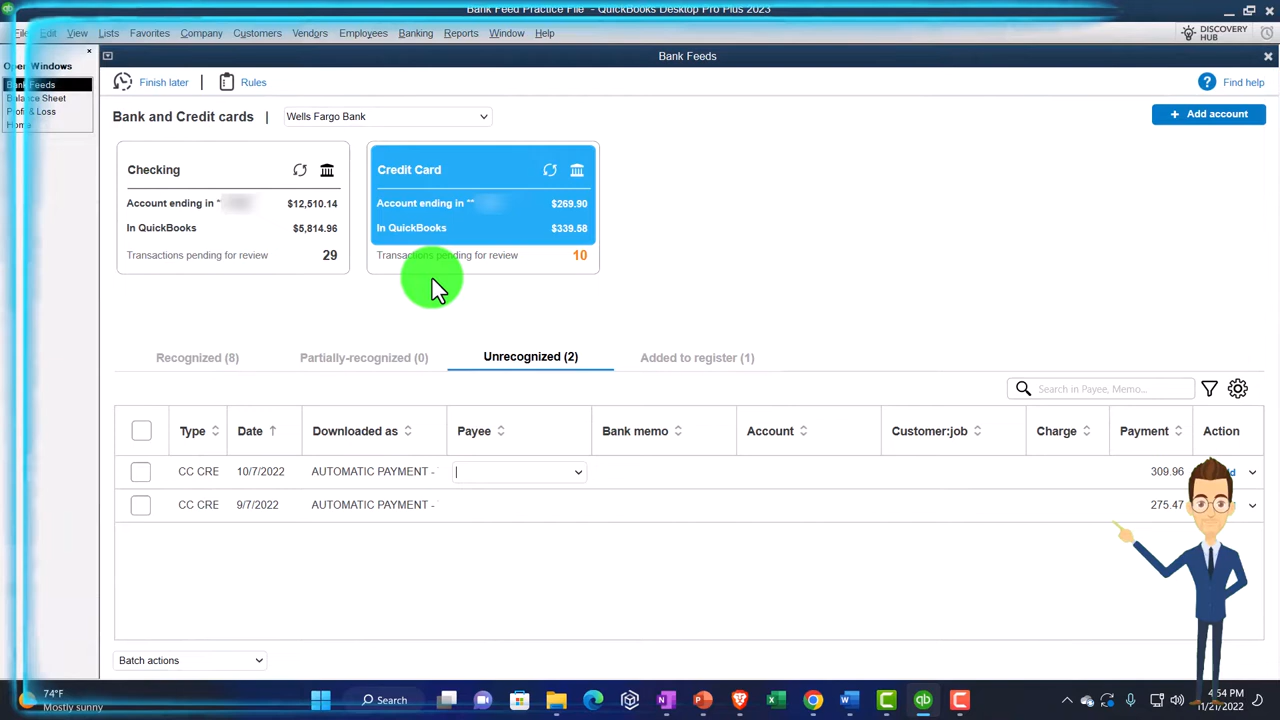 Bank Feed Practice File - QuickBooks Desktop Pro Plus 2023
File Edit View Lists Favorites Company Customers Vendors Employees Banking Reports Window Help
DISCOVERY HUB
Open Windows
Bank Feeds
Balance Sheet
Profit & Loss
Home
Bank Feeds
Finish later | Rules
Find help
Bank and Credit cards | Wells Fargo Bank
+ Add account
Checking
Account ending in * $12,510.14
In QuickBooks $5,814.96
Transactions pending for review 29
Credit Card
Account ending in ** $269.90
In QuickBooks $339.58
Transactions pending for review 10
Recognized (8) Partially-recognized (0) Unrecognized (2) Added to register (1)
Search in Payee, Memo...
Type Date Downloaded as Payee Bank memo Account Customer:job Charge Payment Action
CC CRE 10/7/2022 AUTOMATIC PAYMENT - 309.96
CC CRE 9/7/2022 AUTOMATIC PAYMENT - 275.47
Batch actions
74°F
Mostly sunny
Search
4:54 PM